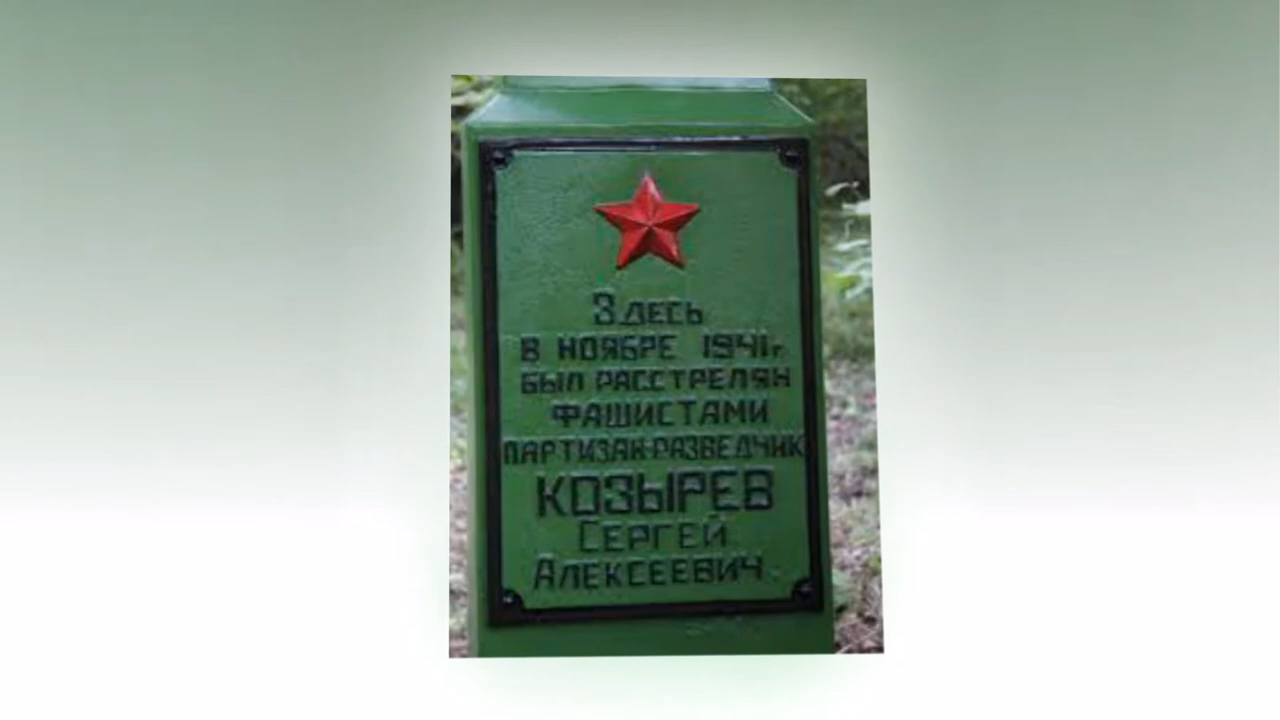 Здесь
в ноябре 1941г
был расстрелян
фашистами
партизан-разведчик
КОЗЫРЕВ
Сергей
Алексеевич.